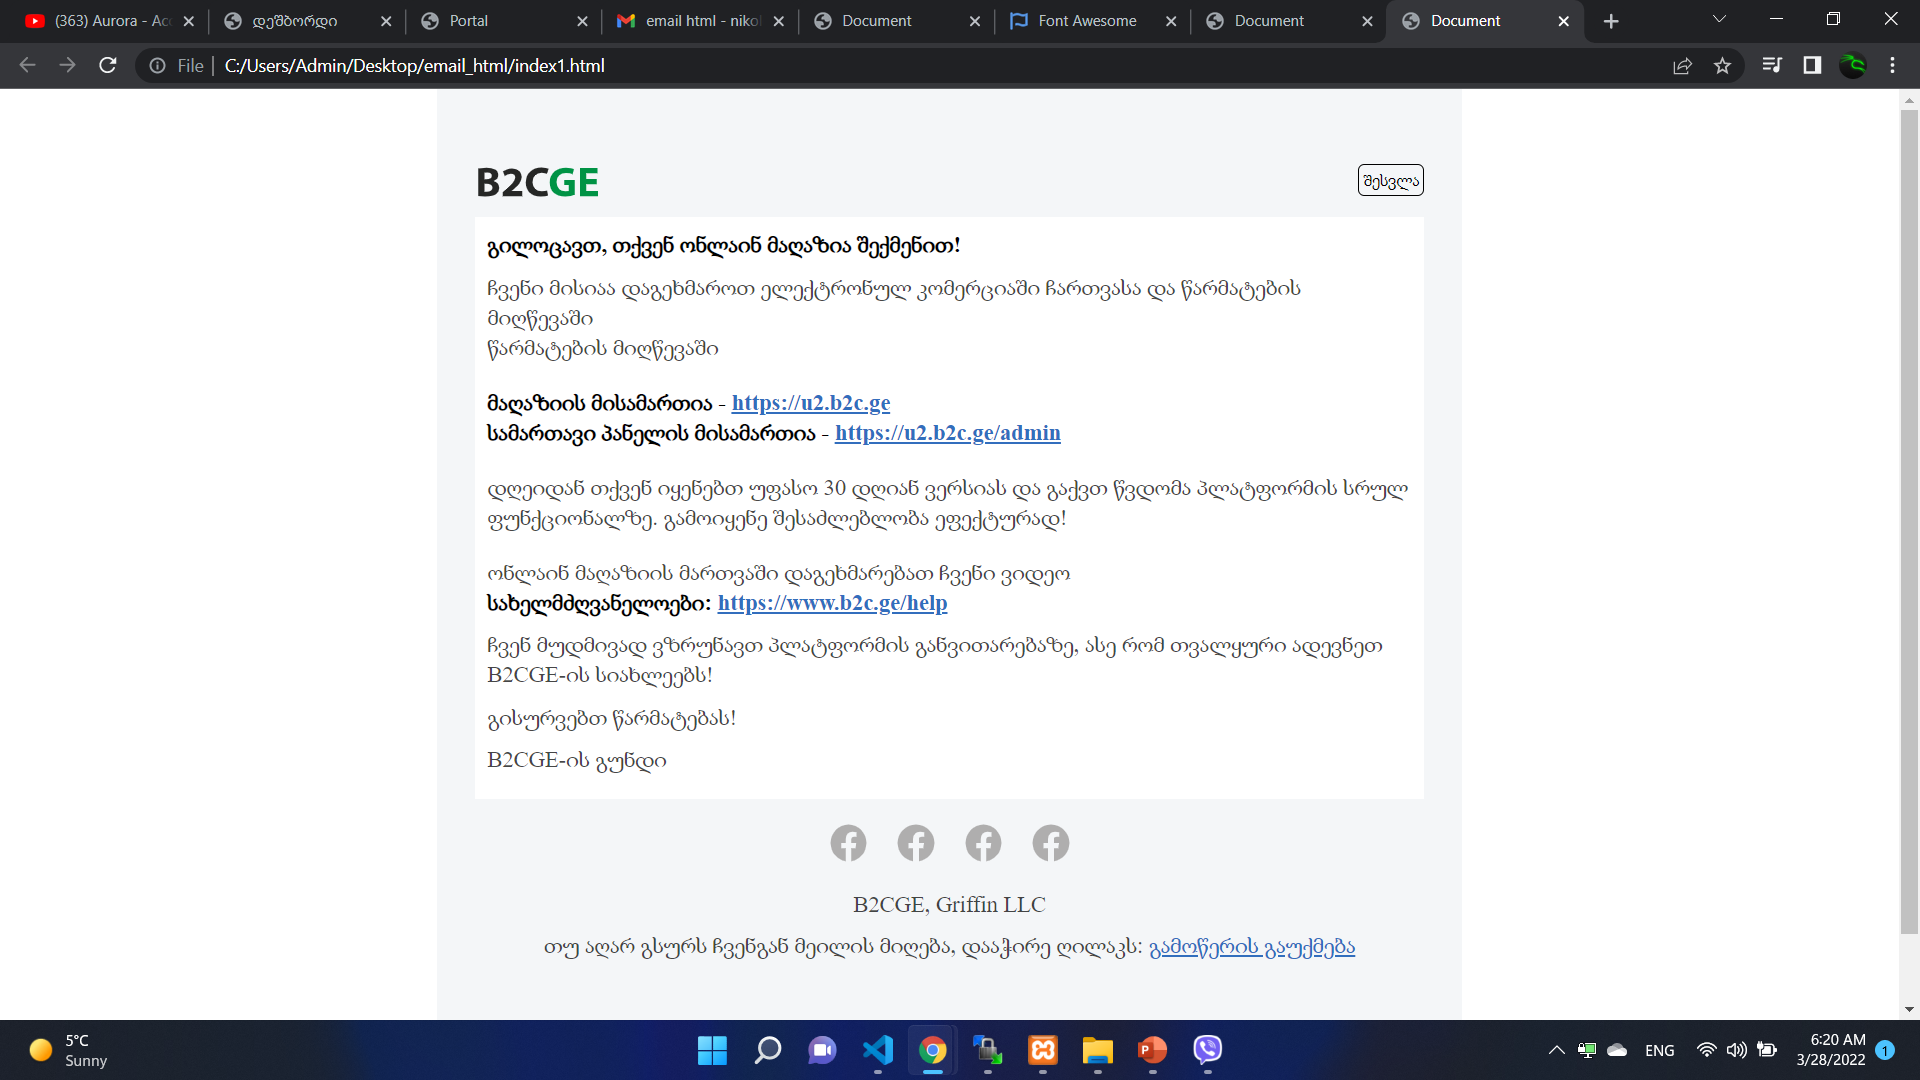 (363) Aurora - Acc
დეშბორდი
Portal
email html - nikol
Document
Font Awesome
Document
Document
File
C:/Users/Admin/Desktop/email_html/index1.html
B2CGE
შესვლა
გილოცავთ, თქვენ ონლაინ მაღაზია შექმენით!
ჩვენი მისიაა დაგეხმაროთ ელექტრონულ კომერციაში ჩართვასა და წარმატების
მიღწევაში
წარმატების მიღწევაში
მაღაზიის მისამართია - https://u2.b2c.ge
სამართავი პანელის მისამართია - https://u2.b2c.ge/admin
დღეიდან თქვენ იყენებთ უფასო 30 დღიან ვერსიას და გაქვთ წვდომა პლატფორმის სრულ
ფუნქციონალზე. გამოიყენე შესაძლებლობა ეფექტურად!
ონლაინ მაღაზიის მართვაში დაგეხმარებათ ჩვენი ვიდეო
სახელმძღვანელოები: https://www.b2c.ge/help
ჩვენ მუდმივად ვზრუნავთ პლატფორმის განვითარებაზე, ასე რომ თვალყური ადევნეთ
B2CGE-ის სიახლეებს!
გისურვებთ წარმატებას!
B2CGE-ის გუნდი
B2CGE, Griffin LLC
თუ აღარ გსურს ჩვენგან მეილის მიღება, დააჭირე ღილაკს: გამოწერის გაუქმება
5°C
Sunny
ENG
6:20 AM
3/28/2022
1